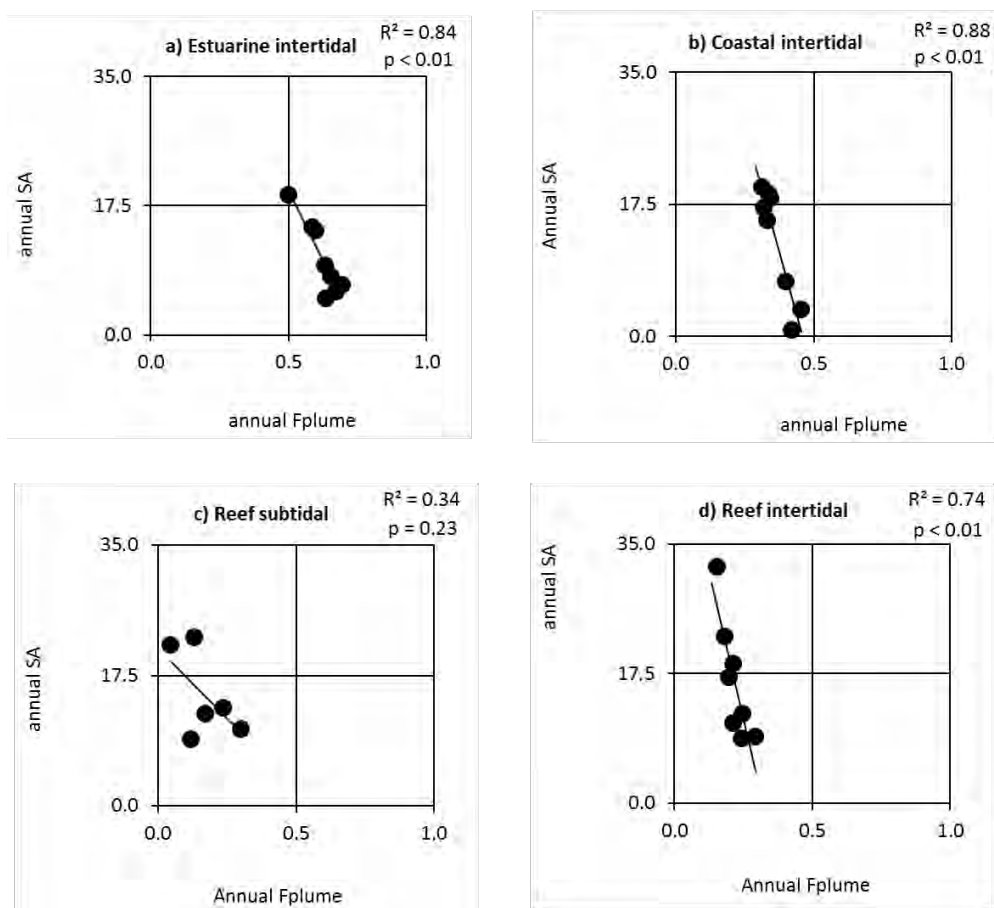 a) Estuarine intertidal
R² = 0.84
p < 0.01
35.0
17.5
0.0
annual SA
0.0 0.5 1.0
annual Fplume
b) Coastal intertidal
R² = 0.88
p < 0.01
35.0
17.5
0.0
Annual SA
0.0 0.5 1.0
annual Fplume
c) Reef subtidal
R² = 0.34
p = 0.23
35.0
17.5
0.0
annual SA
0.0 0.5 1.0
Annual Fplume
d) Reef intertidal
R² = 0.74
p < 0.01
35.0
17.5
0.0
annual SA
0.0 0.5 1.0
Annual Fplume